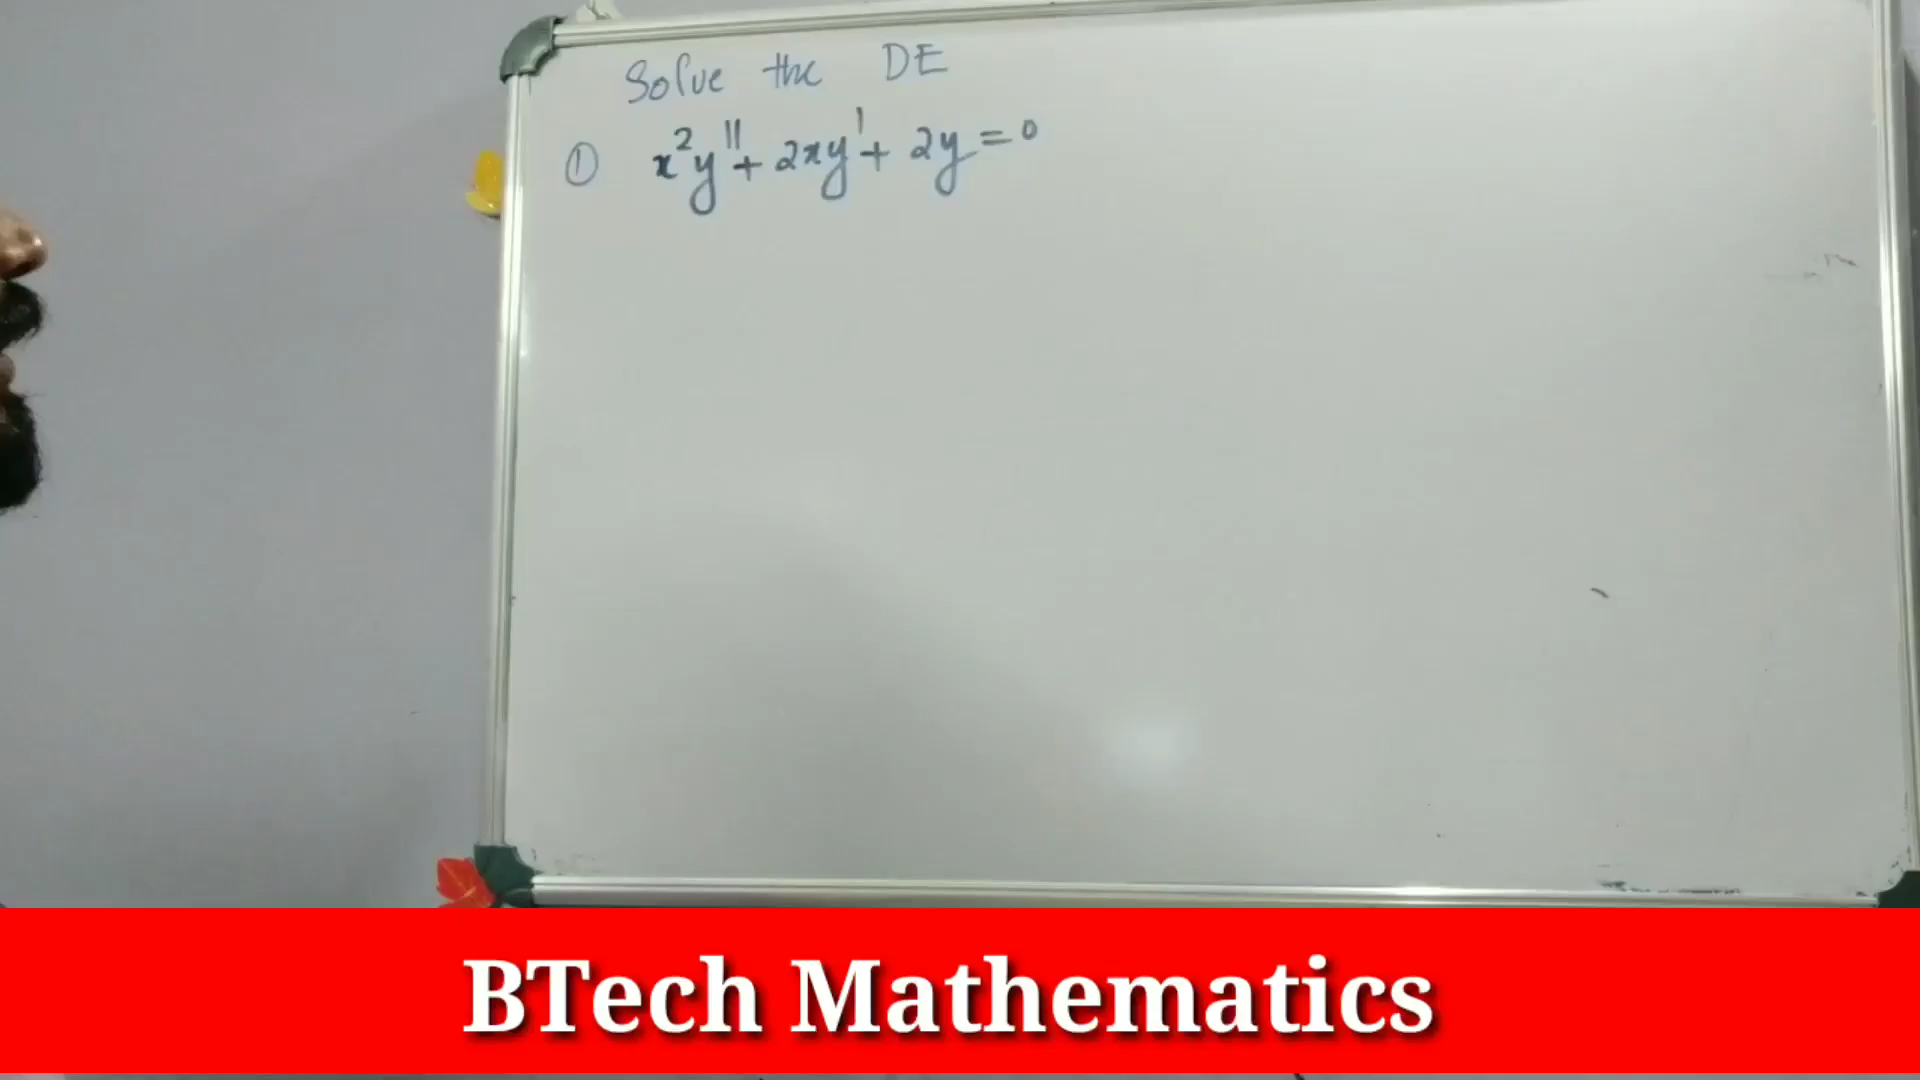 Solve the DE
① x²y'' + 2xy' + 2y = 0
BTech Mathematics